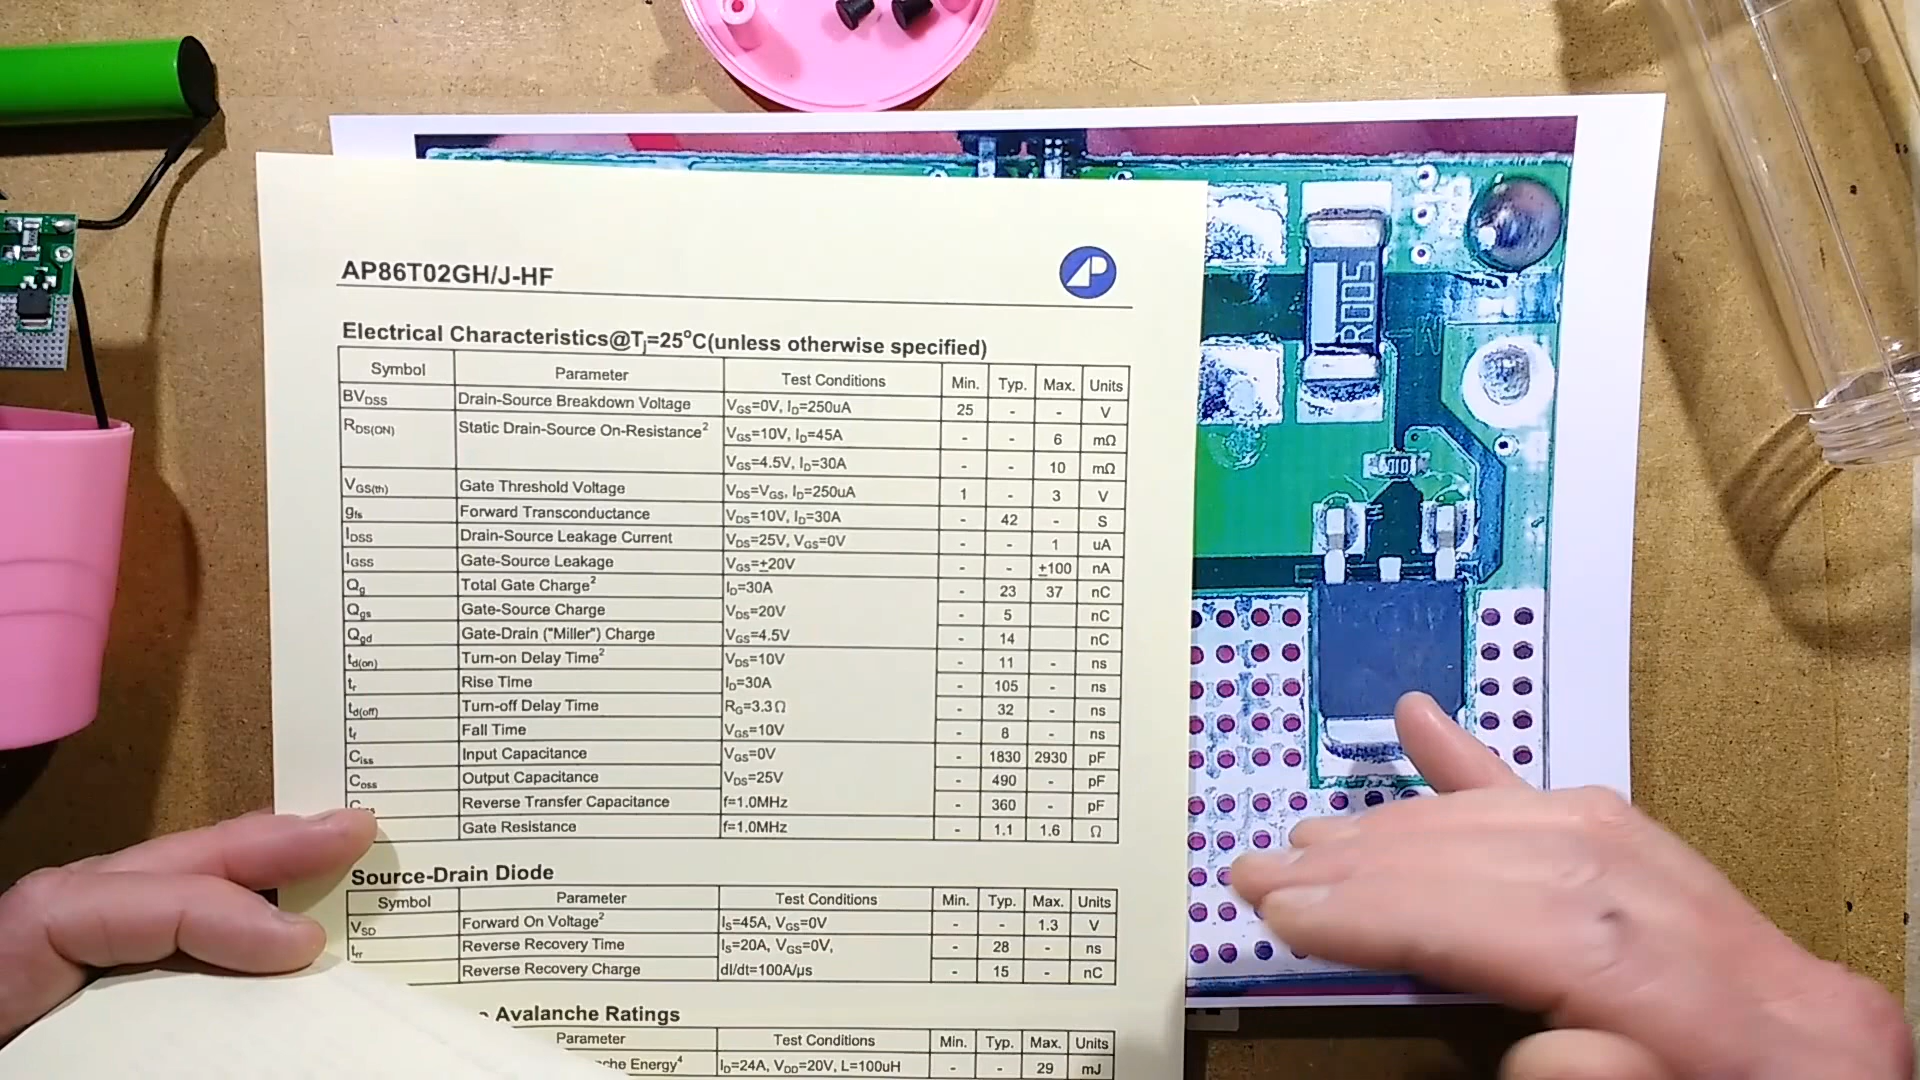 AP86T02GH/J-HF
AP
Electrical Characteristics@Tj=25°C(unless otherwise specified)
Symbol Parameter Test Conditions Min. Typ. Max. Units
BVDSS Drain-Source Breakdown Voltage VGS=0V, ID=250uA 25 - - V
RDS(ON) Static Drain-Source On-Resistance2 VGS=10V, ID=45A - - 6 mΩ
VGS=4.5V, ID=30A - - 10 mΩ
VGS(th) Gate Threshold Voltage VDS=VGS, ID=250uA 1 - 3 V
gfs Forward Transconductance VDS=10V, ID=30A - 42 - S
IDSS Drain-Source Leakage Current VDS=25V, VGS=0V - - 1 uA
IGSS Gate-Source Leakage VGS=±20V - - ±100 nA
Qg Total Gate Charge2 ID=30A - 23 37 nC
Qgs Gate-Source Charge VDS=20V - 5 nC
Qgd Gate-Drain ("Miller") Charge VGS=4.5V - 14 nC
td(on) Turn-on Delay Time2 VDS=10V - 11 - ns
tr Rise Time ID=30A - 105 - ns
td(off) Turn-off Delay Time RG=3.3Ω - 32 - ns
tf Fall Time VGS=10V - 8 - ns
Ciss Input Capacitance VGS=0V - 1830 2930 pF
Coss Output Capacitance VDS=25V - 490 - pF
Reverse Transfer Capacitance f=1.0MHz - 360 - pF
Gate Resistance f=1.0MHz - 1.1 1.6 Ω
Source-Drain Diode
Symbol Parameter Test Conditions Min. Typ. Max. Units
VSD Forward On Voltage2 IS=45A, VGS=0V - - 1.3 V
trr Reverse Recovery Time IS=20A, VGS=0V, - 28 - ns
Reverse Recovery Charge dI/dt=100A/µs - 15 - nC
Avalanche Ratings
Parameter Test Conditions Min. Typ. Max. Units
Energy4 ID=24A, VDD=20V, L=100uH - - 29 mJ
R005
010